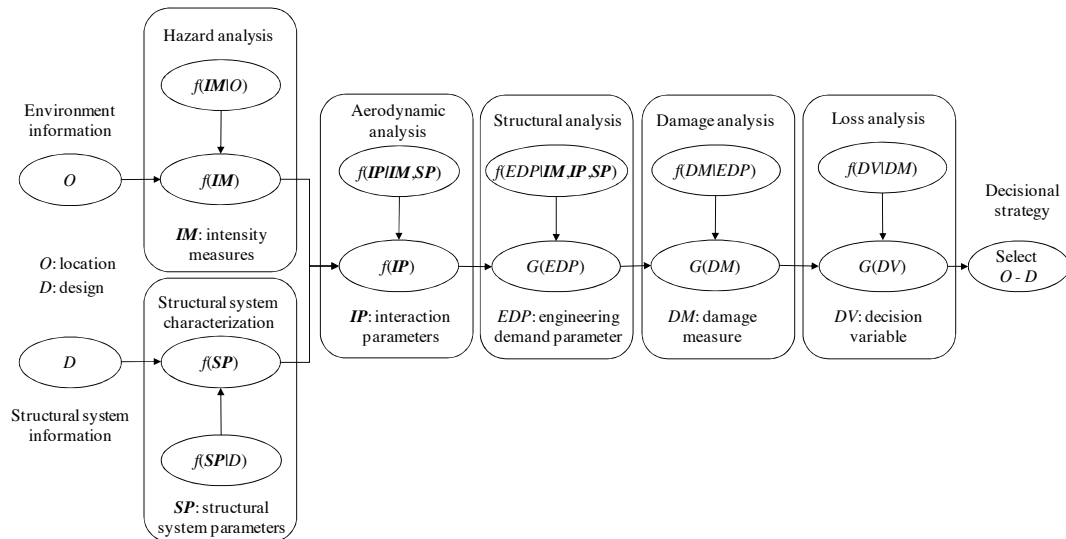 Hazard analysis
f(IM|O)
Environment
information
O
f(IM)
IM: intensity
measures
O: location
D: design
Structural system
characterization
f(SP)
D
Structural system
information
f(SP|D)
SP: structural
system parameters
Aerodynamic
analysis
f(IP|IM,SP)
f(IP)
IP: interaction
parameters
Structural analysis
f(EDP|IM,IP,SP)
G(EDP)
EDP: engineering
demand parameter
Damage analysis
f(DM|EDP)
G(DM)
DM: damage
measure
Loss analysis
f(DV|DM)
G(DV)
DV: decision
variable
Decisional
strategy
Select
O - D